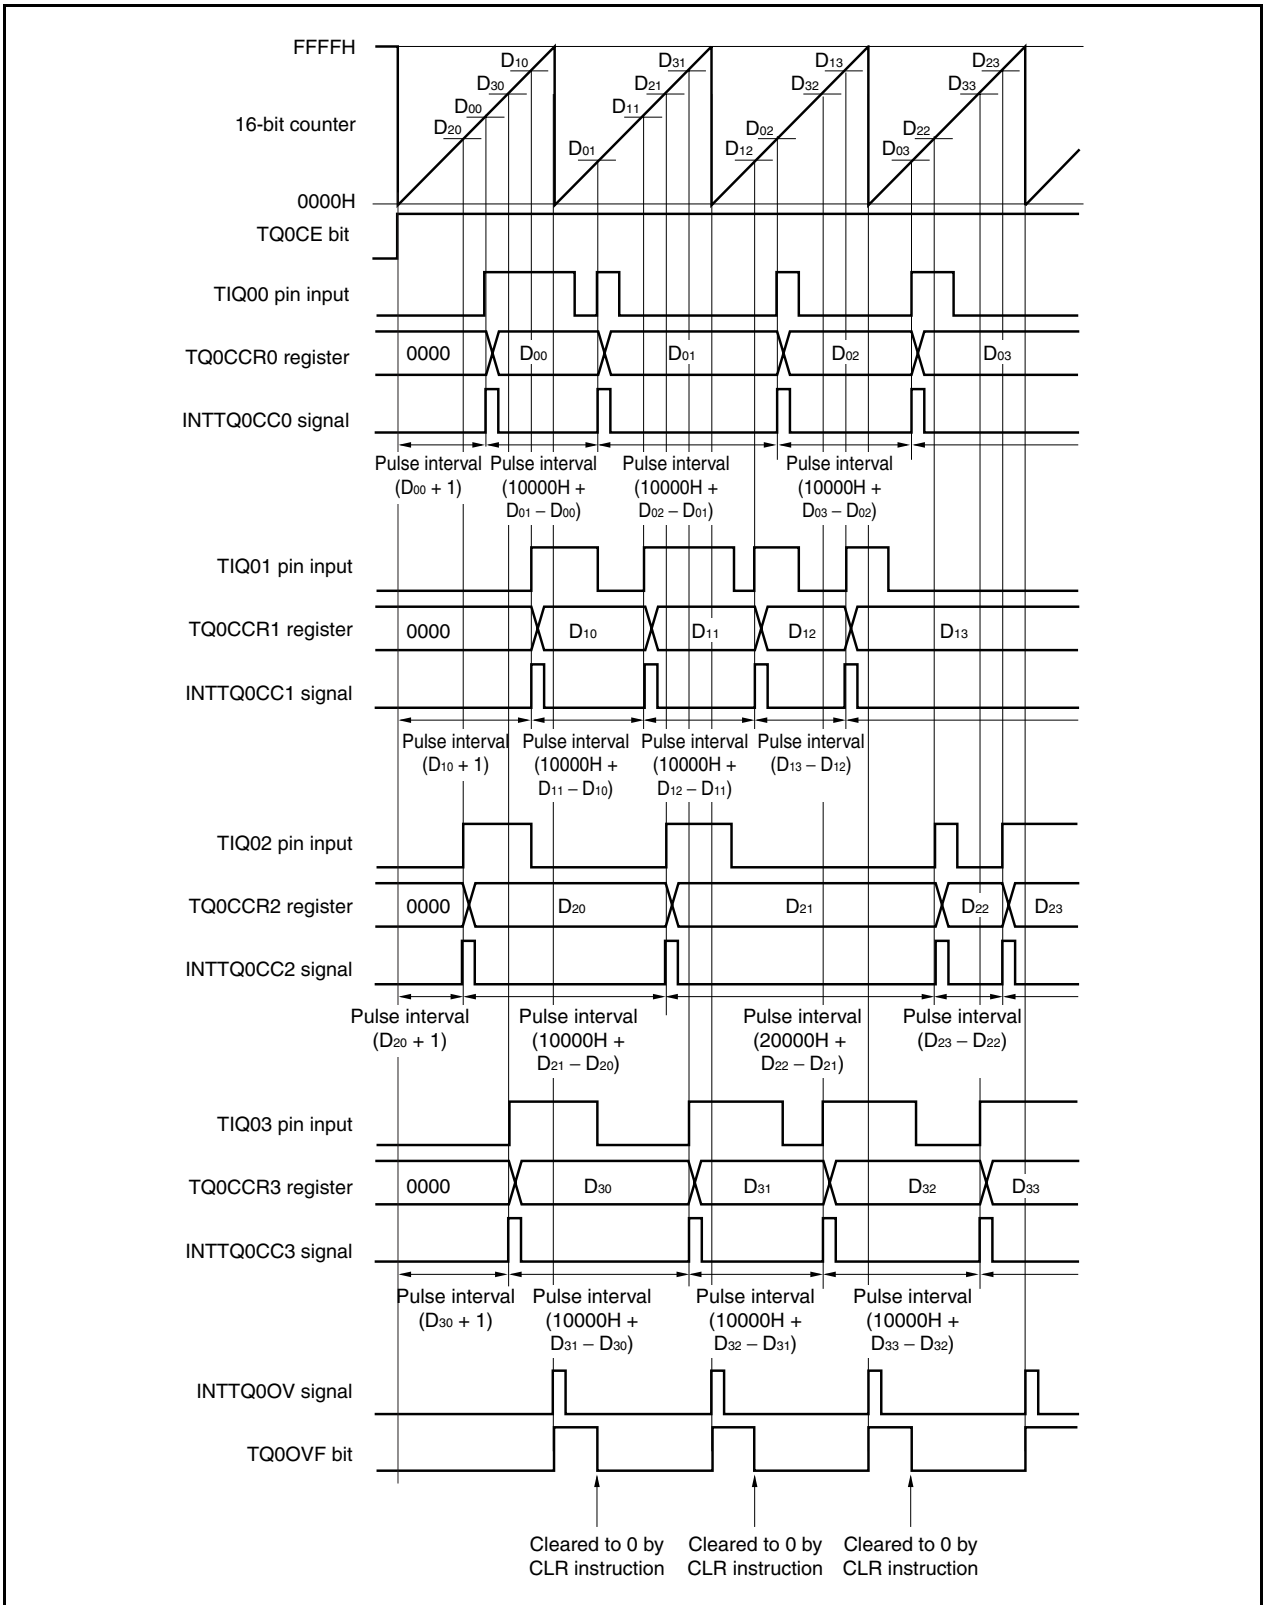 FFFFH
16-bit counter
0000H
D20
D00
D30
D10
D01
D11
D21
D31
D12
D02
D32
D13
D03
D22
D33
D23
TQ0CE bit
TIQ00 pin input
TQ0CCR0 register
0000
D00
D01
D02
D03
INTTQ0CC0 signal
Pulse interval
(D00 + 1)
Pulse interval
(10000H +
D01 – D00)
Pulse interval
(10000H +
D02 – D01)
Pulse interval
(10000H +
D03 – D02)
TIQ01 pin input
TQ0CCR1 register
0000
D10
D11
D12
D13
INTTQ0CC1 signal
Pulse interval
(D10 + 1)
Pulse interval
(10000H +
D11 – D10)
Pulse interval
(10000H +
D12 – D11)
Pulse interval
(D13 – D12)
TIQ02 pin input
TQ0CCR2 register
0000
D20
D21
D22
D23
INTTQ0CC2 signal
Pulse interval
(D20 + 1)
Pulse interval
(10000H +
D21 – D20)
Pulse interval
(20000H +
D22 – D21)
Pulse interval
(D23 – D22)
TIQ03 pin input
TQ0CCR3 register
0000
D30
D31
D32
D33
INTTQ0CC3 signal
Pulse interval
(D30 + 1)
Pulse interval
(10000H +
D31 – D30)
Pulse interval
(10000H +
D32 – D31)
Pulse interval
(10000H +
D33 – D32)
INTTQ0OV signal
TQ0OVF bit
Cleared to 0 by
CLR instruction
Cleared to 0 by
CLR instruction
Cleared to 0 by
CLR instruction